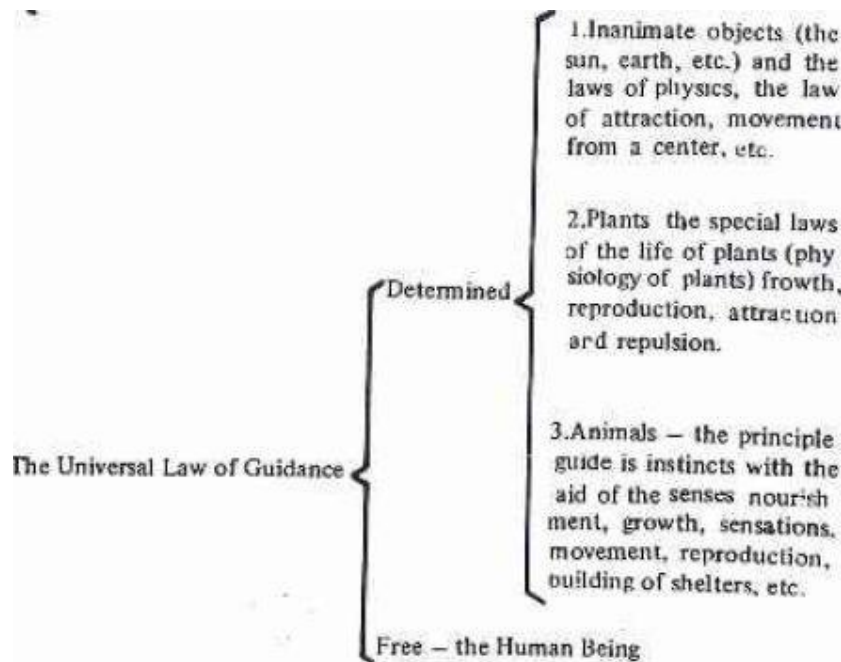 1.Inanimate objects (the
sun, earth, etc.) and the
laws of physics, the law
of attraction, movement
from a center, etc.
2.Plants the special laws
of the life of plants (phy
siology of plants) frowth,
reproduction, attraction
and repulsion.
Determined
3.Animals — the principle
guide is instincts with the
aid of the senses nourish
ment, growth, sensations,
movement, reproduction,
building of shelters, etc.
The Universal Law of Guidance
Free — the Human Being